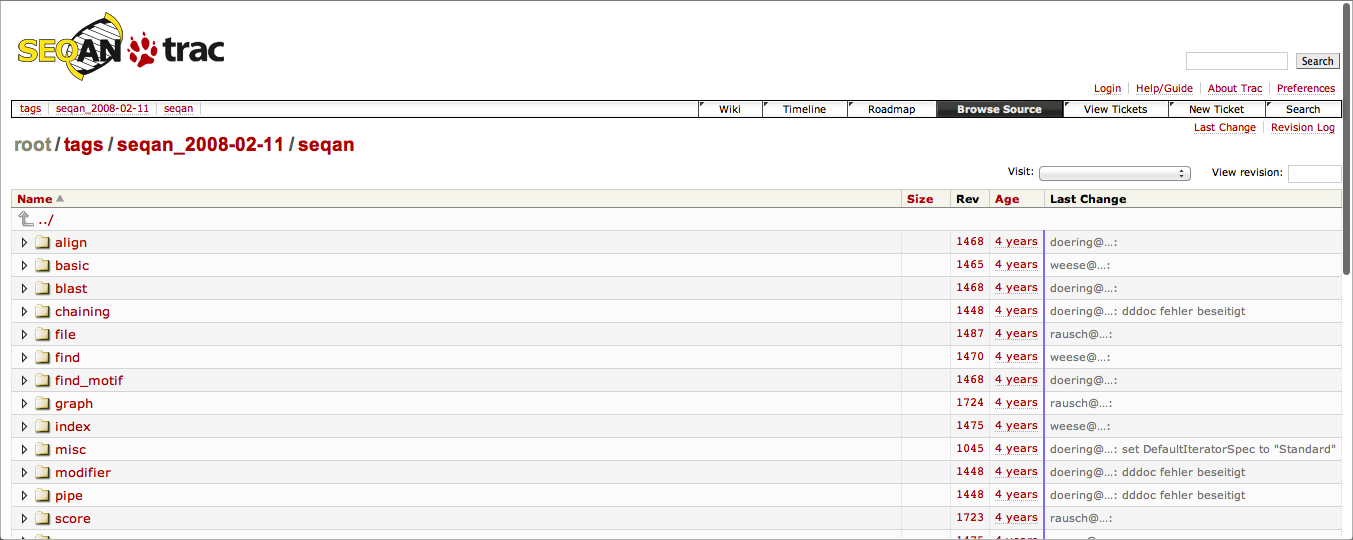 SEQAN trac
Search
Login Help/Guide About Trac Preferences
tags seqan_2008-02-11 seqan Wiki Timeline Roadmap Browse Source View Tickets New Ticket Search
Last Change Revision Log
root/tags/seqan_2008-02-11/seqan
Visit: View revision:
Name Size Rev Age Last Change
../
align 1468 4 years doering@…:
basic 1465 4 years weese@…:
blast 1468 4 years doering@…:
chaining 1448 4 years doering@…: dddoc fehler beseitigt
file 1487 4 years rausch@…:
find 1470 4 years weese@…:
find_motif 1468 4 years doering@…:
graph 1724 4 years rausch@…:
index 1475 4 years weese@…:
misc 1045 4 years doering@…: set DefaultIteratorSpec to "Standard"
modifier 1448 4 years doering@…: dddoc fehler beseitigt
pipe 1448 4 years doering@…: dddoc fehler beseitigt
score 1723 4 years rausch@…: